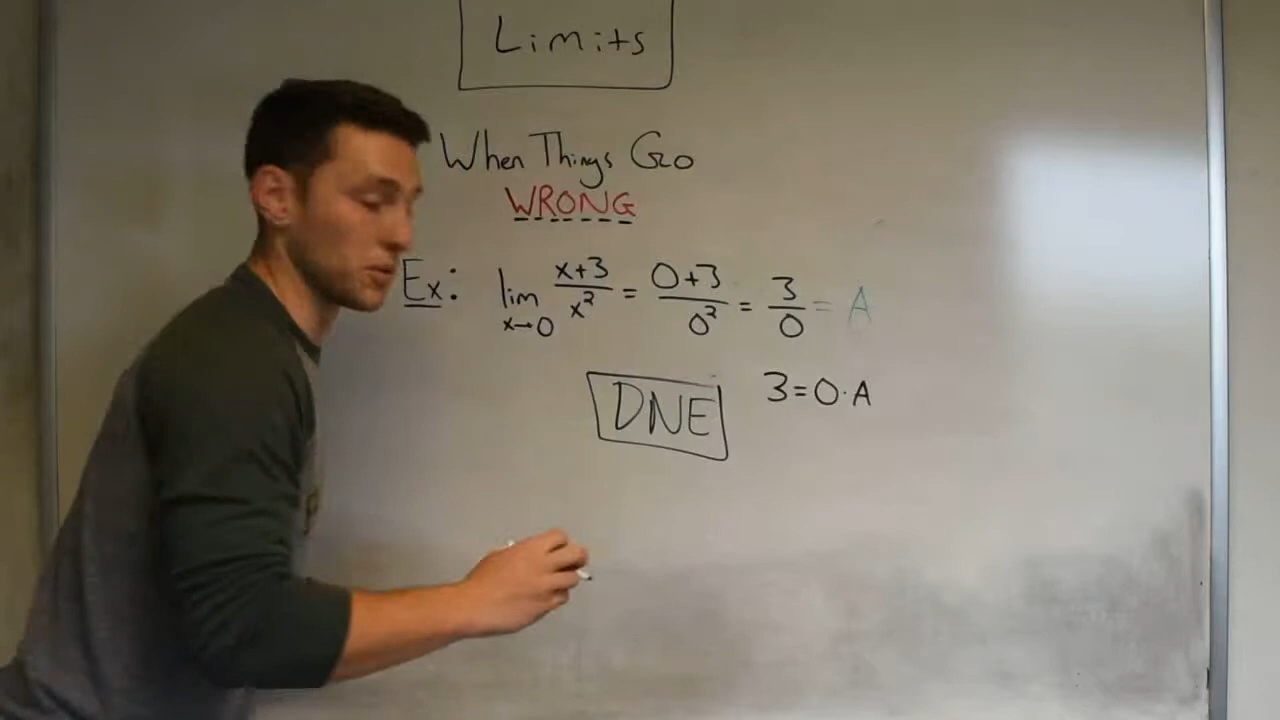 Limits
When Things Go
WRONG
Ex: lim x→0 x+3/x² = 0+3/0² = 3/0 = A
DNE 3=0·A